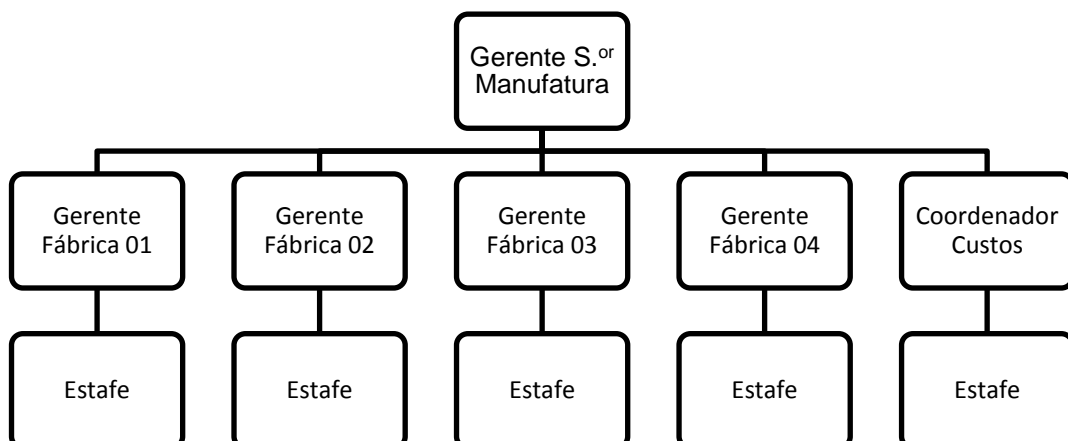 Gerente S.or
Manufatura
Gerente
Fábrica 01
Gerente
Fábrica 02
Gerente
Fábrica 03
Gerente
Fábrica 04
Coordenador
Custos
Estafe
Estafe
Estafe
Estafe
Estafe